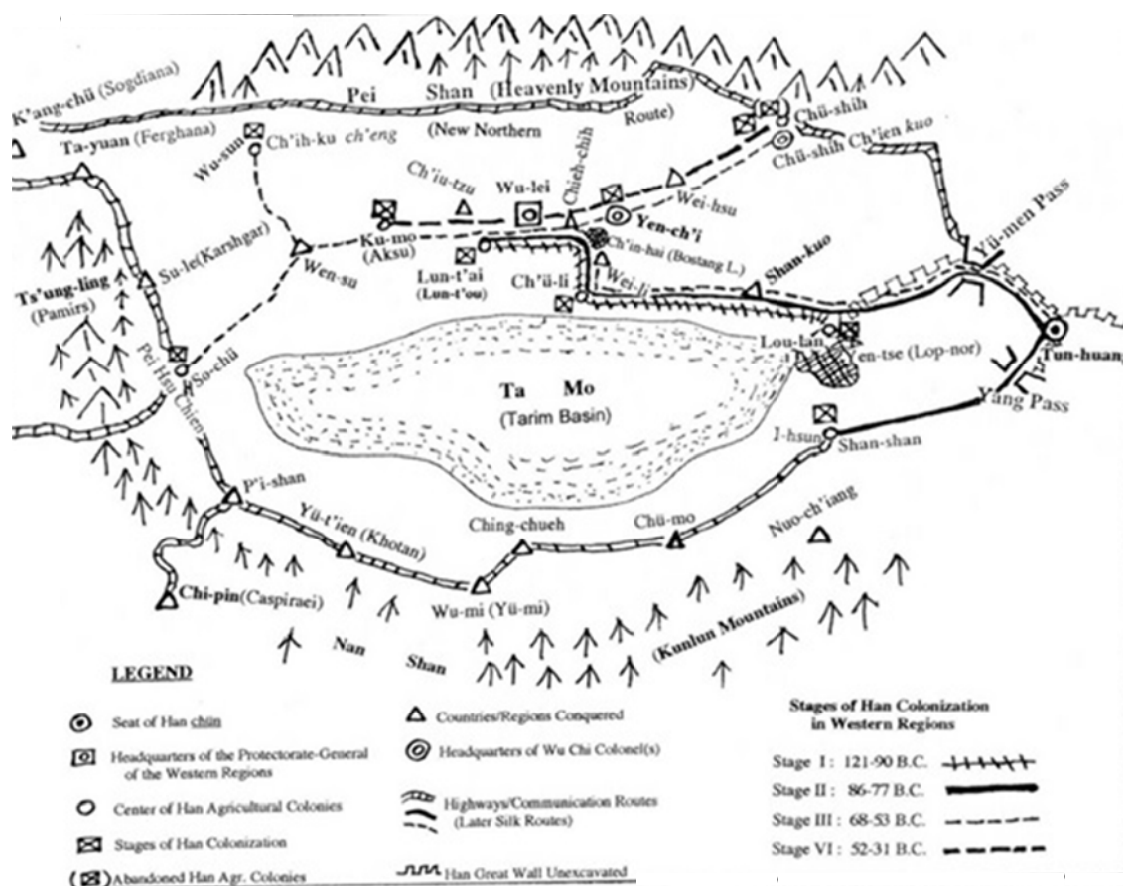 K'ang-chü (Sogdiana)
Pei Shan (Heavenly Mountains)
(New Northern Route)
Ta-yuan (Ferghana)
Wu-sun
Ch'ih-ku ch'eng
Chü-shih
Chü-shih Ch'ien kuo
Ch'iu-tzu
Wu-lei
Chieh-chih
Wei-hsu
Yen-ch'i
Yü-men Pass
Su-le(Karshgar)
Wen-su
Ku-mo
(Aksu)
Ch'in-hai (Bostang L.)
Lun-t'ai
(Lun-t'ou)
Ch'ü-li
Wei-li
Shan-kuo
Ts'ung-ling
(Pamirs)
Lou-lan
Yen-tse (Lop-nor)
Tun-huang
Pei Hsu Chien
So-chü
Ta Mo
(Tarim Basin)
Yang Pass
I-hsun
Shan-shan
P'i-shan
Yü-t'ien (Khotan)
Ching-chueh
Chü-mo
Nuo-ch'iang
Chi-pin(Caspiraei)
Wu-mi (Yü-mi)
Nan Shan
(Kunlun Mountains)
LEGEND
Seat of Han chün
Headquarters of the Protectorate-General
of the Western Regions
Center of Han Agricultural Colonies
Stages of Han Colonization
Abandoned Han Agr. Colonies
Countries/Regions Conquered
Headquarters of Wu Chi Colonel(s)
Highways/Communication Routes
(Later Silk Routes)
Han Great Wall Unexcavated
Stages of Han Colonization
in Western Regions
Stage I : 121-90 B.C.
Stage II : 86-77 B.C.
Stage III : 68-53 B.C.
Stage VI : 52-31 B.C.